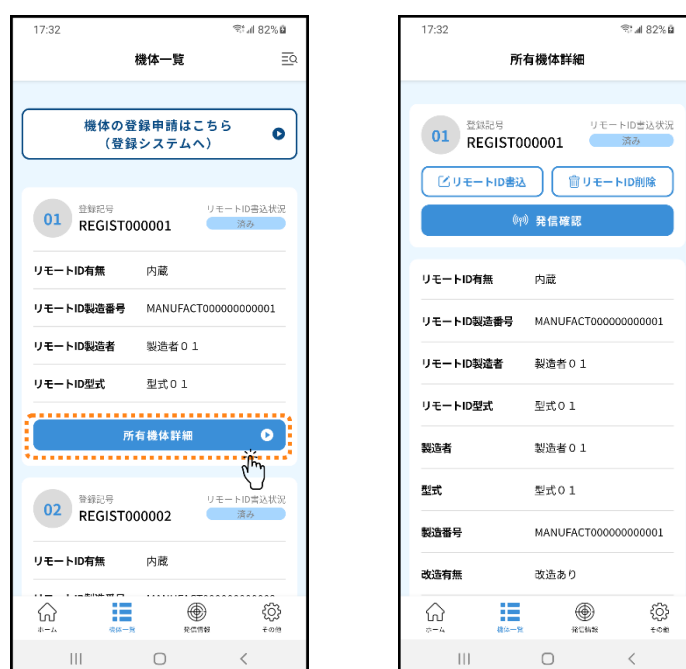 17:32
82%
機体一覧
機体の登録申請はこちら
（登録システムへ）
01
登録記号
REGIST000001
リモートID書込状況
済み
リモートID有無 内蔵
リモートID製造番号 MANUFACT000000000001
リモートID製造者 製造者０１
リモートID型式 型式０１
所有機体詳細
02
登録記号
REGIST000002
リモートID書込状況
済み
リモートID有無 内蔵
ホーム 機体一覧 発信情報 その他
17:32
82%
所有機体詳細
01
登録記号
REGIST000001
リモートID書込状況
済み
リモートID書込 リモートID削除
発信確認
リモートID有無 内蔵
リモートID製造番号 MANUFACT000000000001
リモートID製造者 製造者０１
リモートID型式 型式０１
製造者 製造者０１
型式 型式０１
製造番号 MANUFACT000000000001
改造有無 改造あり
ホーム 機体一覧 発信情報 その他